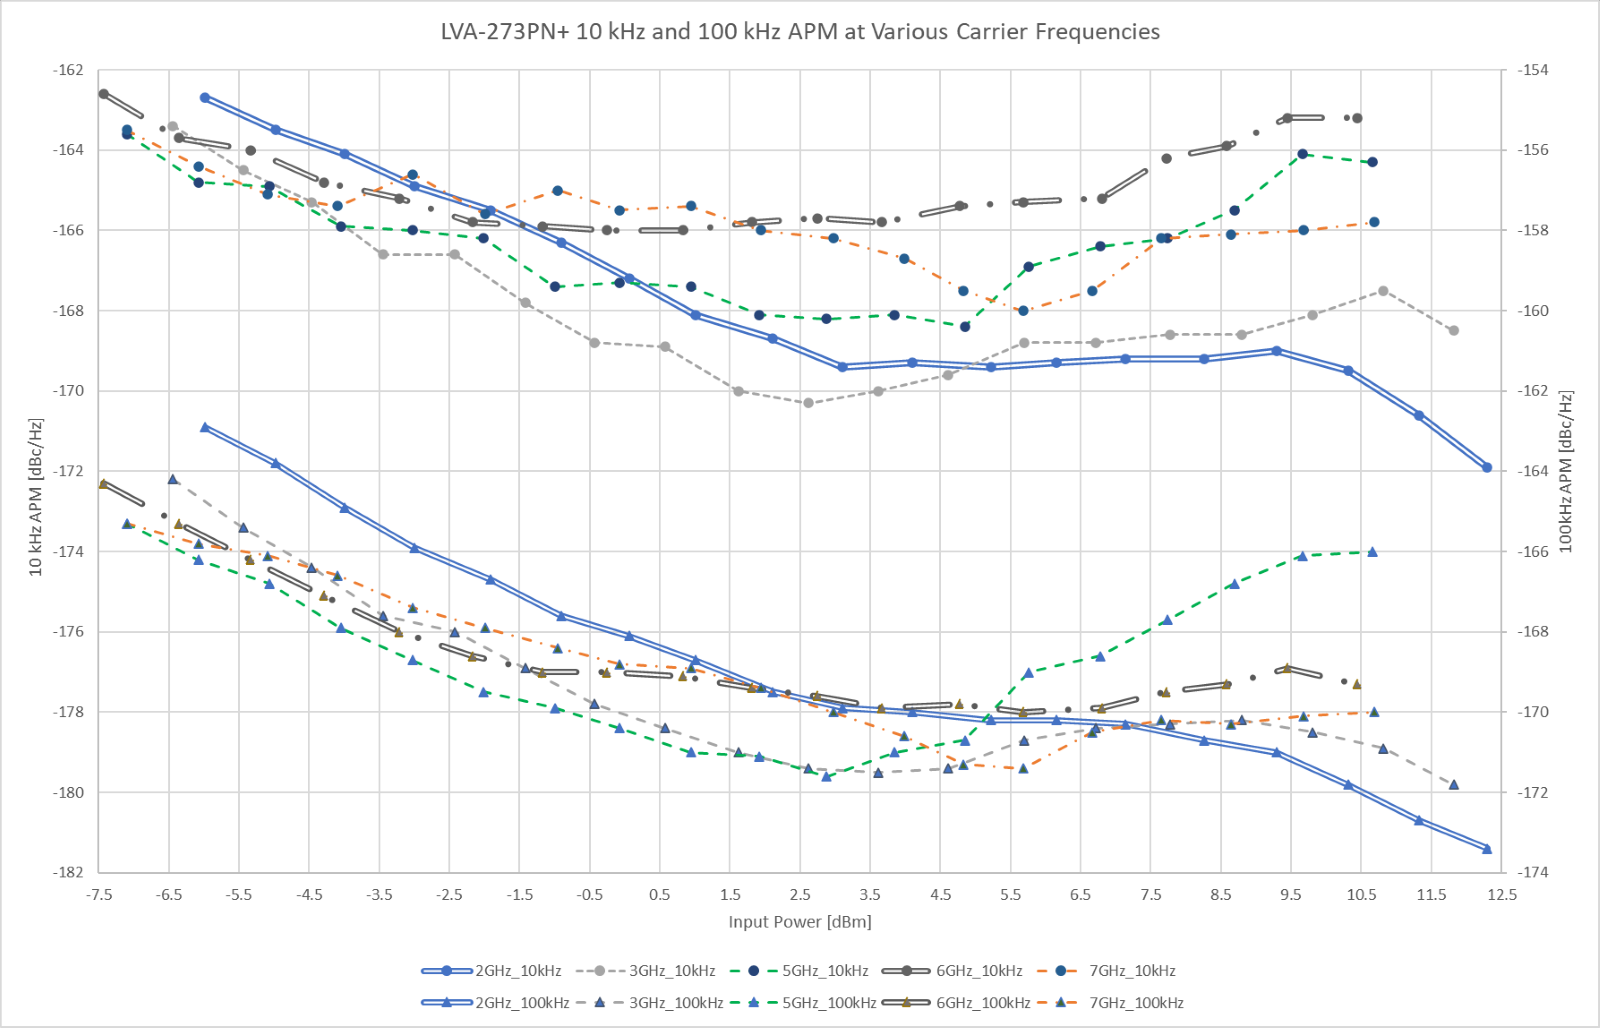 LVA-273PN+ 10 kHz and 100 kHz APM at Various Carrier Frequencies
-162 -154
-164 -156
-166 -158
-168 -160
-170 -162
-172 -164
-174 -166
-176 -168
-178 -170
-180 -172
-182 -174
10 kHz APM [dBc/Hz]
100kHz APM [dBc/Hz]
-7.5 -6.5 -5.5 -4.5 -3.5 -2.5 -1.5 -0.5 0.5 1.5 2.5 3.5 4.5 5.5 6.5 7.5 8.5 9.5 10.5 11.5 12.5
Input Power [dBm]
2GHz_10kHz 3GHz_10kHz 5GHz_10kHz 6GHz_10kHz 7GHz_10kHz
2GHz_100kHz 3GHz_100kHz 5GHz_100kHz 6GHz_100kHz 7GHz_100kHz